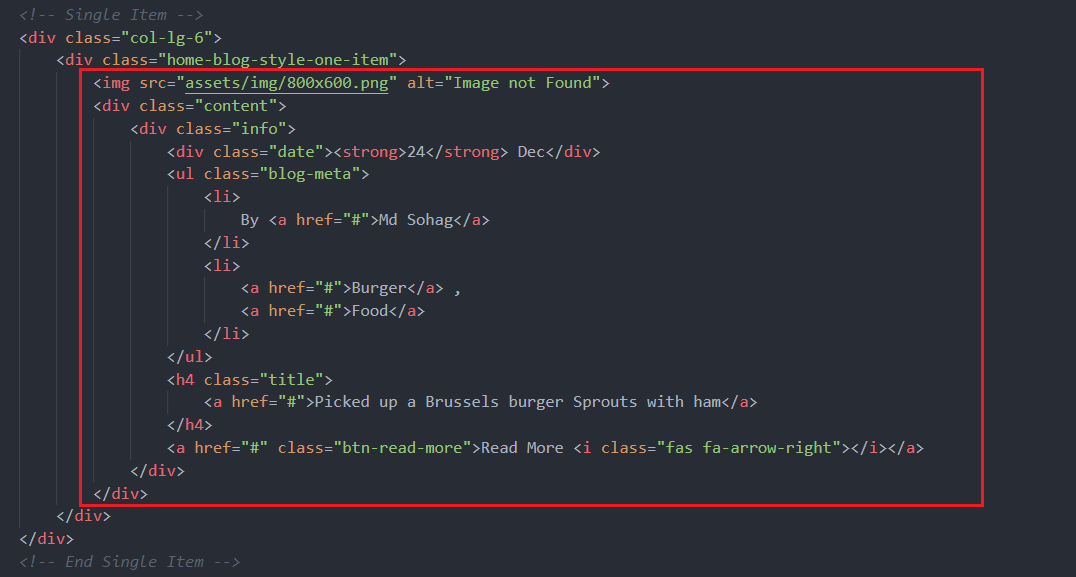 <!-- Single Item -->
<div class="col-lg-6">
<div class="home-blog-style-one-item">
<img src="assets/img/800x600.png" alt="Image not Found">
<div class="content">
<div class="info">
<div class="date"><strong>24</strong> Dec</div>
<ul class="blog-meta">
<li>
By <a href="#">Md Sohag</a>
</li>
<li>
<a href="#">Burger</a> ,
<a href="#">Food</a>
</li>
</ul>
<h4 class="title">
<a href="#">Picked up a Brussels burger Sprouts with ham</a>
</h4>
<a href="#" class="btn-read-more">Read More <i class="fas fa-arrow-right"></i></a>
</div>
</div>
</div>
</div>
<!-- End Single Item -->